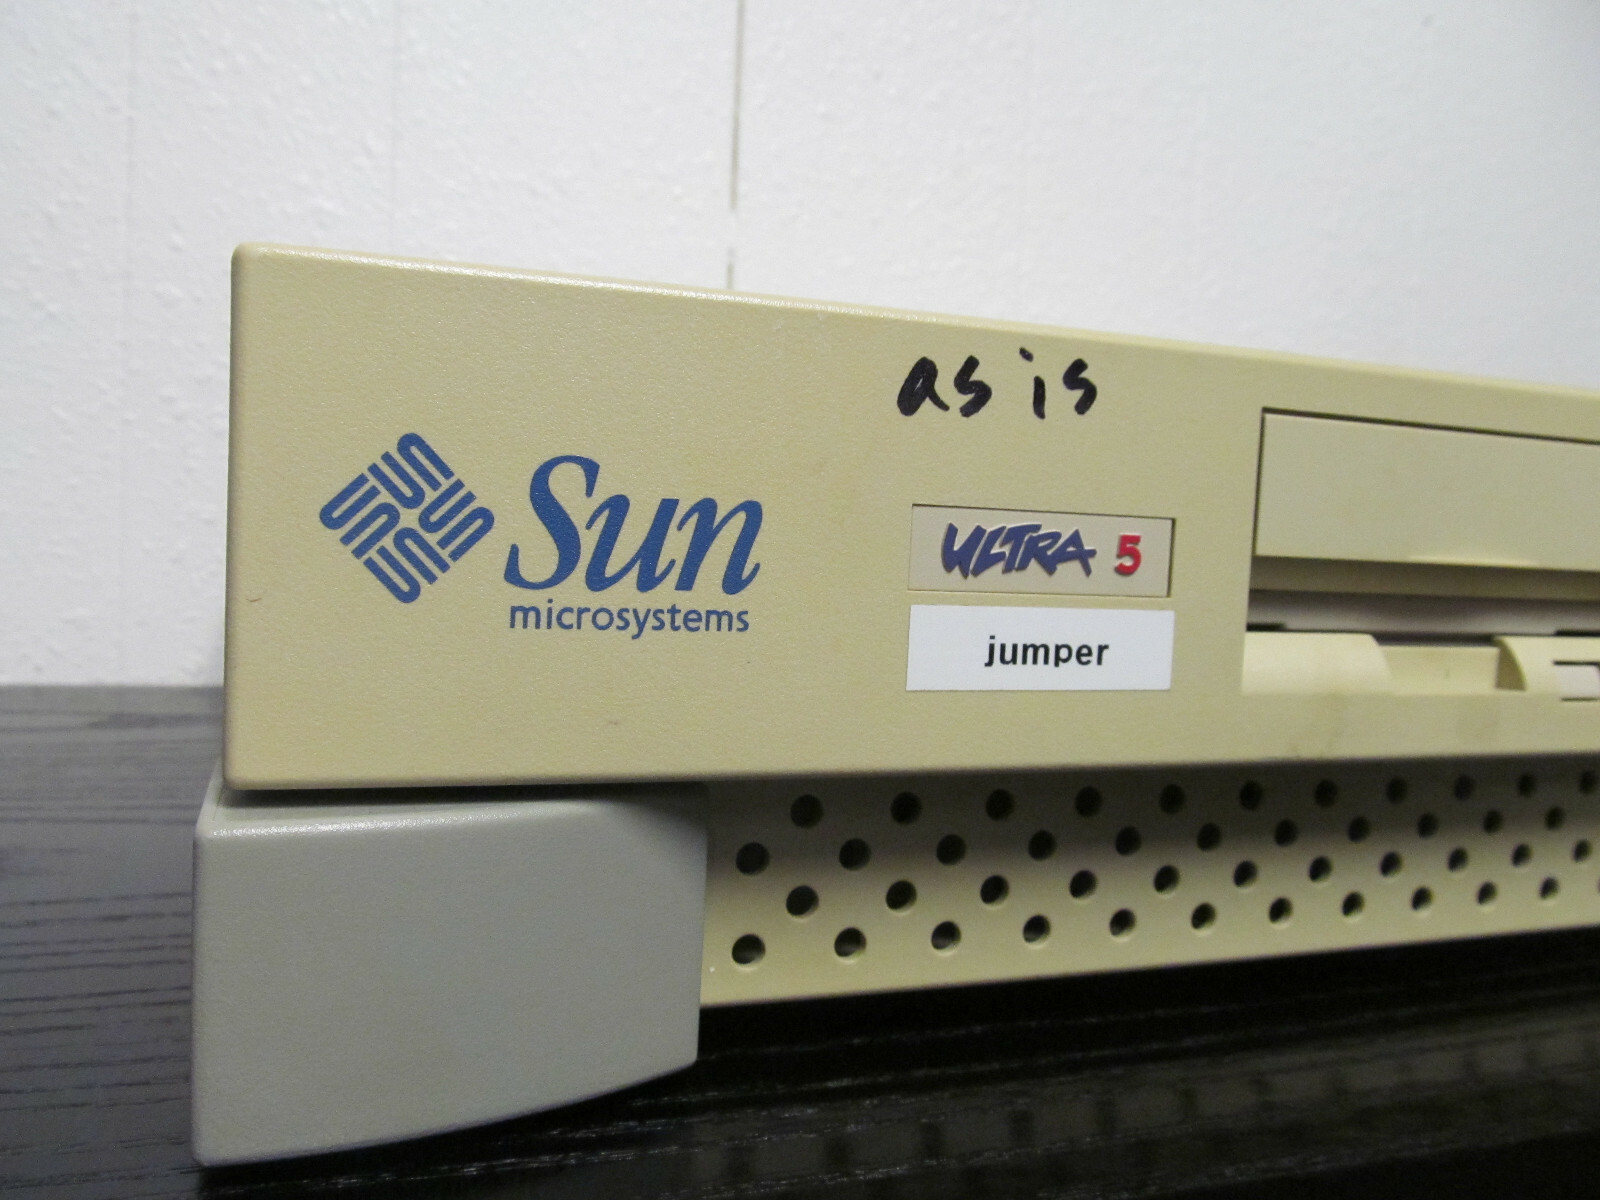 as is
Sun
microsystems
ULTRA 5
jumper